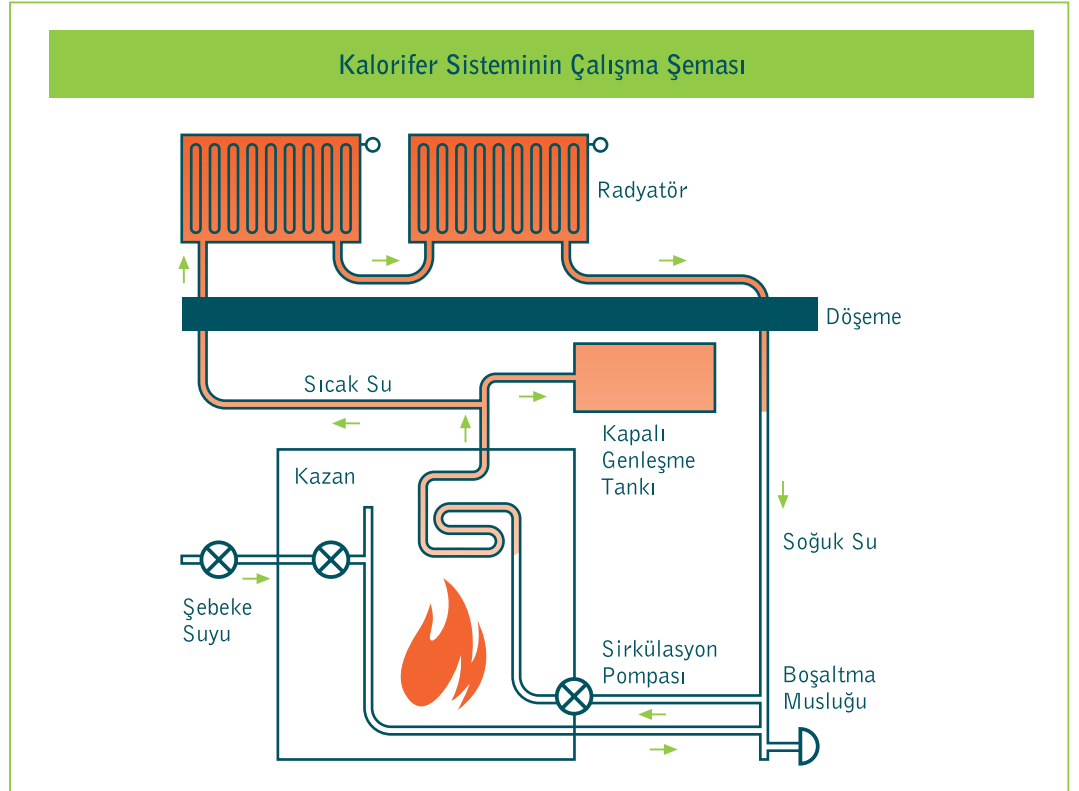 Kalorifer Sisteminin Çalışma Şeması
Radyatör
Döşeme
Sıcak Su
Kapalı
Genleşme
Tankı
Kazan
Soğuk Su
Şebeke
Suyu
Sirkülasyon
Pompası
Boşaltma
Musluğu